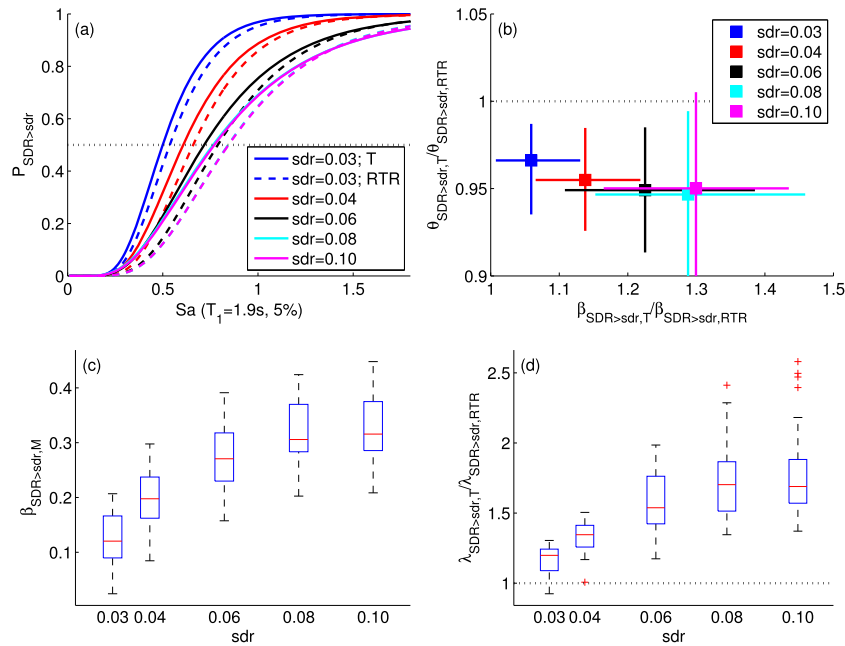 (a)
P_SDR>sdr
1
0.8
0.6
0.4
0.2
0
0 0.5 1 1.5
Sa (T_1=1.9s, 5%)
sdr=0.03; T
sdr=0.03; RTR
sdr=0.04
sdr=0.06
sdr=0.08
sdr=0.10
(b)
θ_SDR>sdr,T/θ_SDR>sdr,RTR
1.05
1
0.95
0.9
1 1.1 1.2 1.3 1.4 1.5
β_SDR>sdr,T/β_SDR>sdr,RTR
sdr=0.03
sdr=0.04
sdr=0.06
sdr=0.08
sdr=0.10
(c)
β_SDR>sdr,M
0.4
0.3
0.2
0.1
0.03 0.04 0.06 0.08 0.10
sdr
(d)
λ_SDR>sdr,T/λ_SDR>sdr,RTR
2.5
2
1.5
1
0.03 0.04 0.06 0.08 0.10
sdr